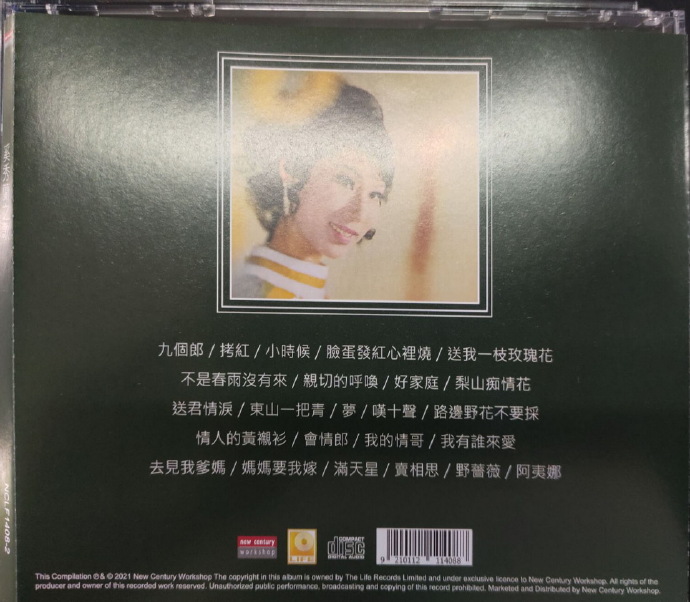 九個郎 / 拷紅 / 小時候 / 臉蛋發紅心裡燒 / 送我一枝玫瑰花
不是春雨沒有來 / 親切的呼喚 / 好家庭 / 梨山痴情花
送君情淚 / 東山一把青 / 夢 / 嘆十聲 / 路邊野花不要採
情人的黃襯衫 / 會情郎 / 我的情哥 / 我有誰來愛
去見我爹媽 / 媽媽要我嫁 / 滿天星 / 賣相思 / 野薔薇 / 阿夷娜
NCLF1408-2
new century
workshop
LIFE
COMPACT
disc
DIGITAL AUDIO
9 210112 114088
This Compilation ℗ & © 2021 New Century Workshop The copyright in this album is owned by The Life Records Limited and under exclusive licence to New Century Workshop. All rights of the
producer and owner of this recorded work reserved. Unauthorized public performance, broadcasting and copying of this record prohibited. Marketed and Distributed by New Century Workshop.